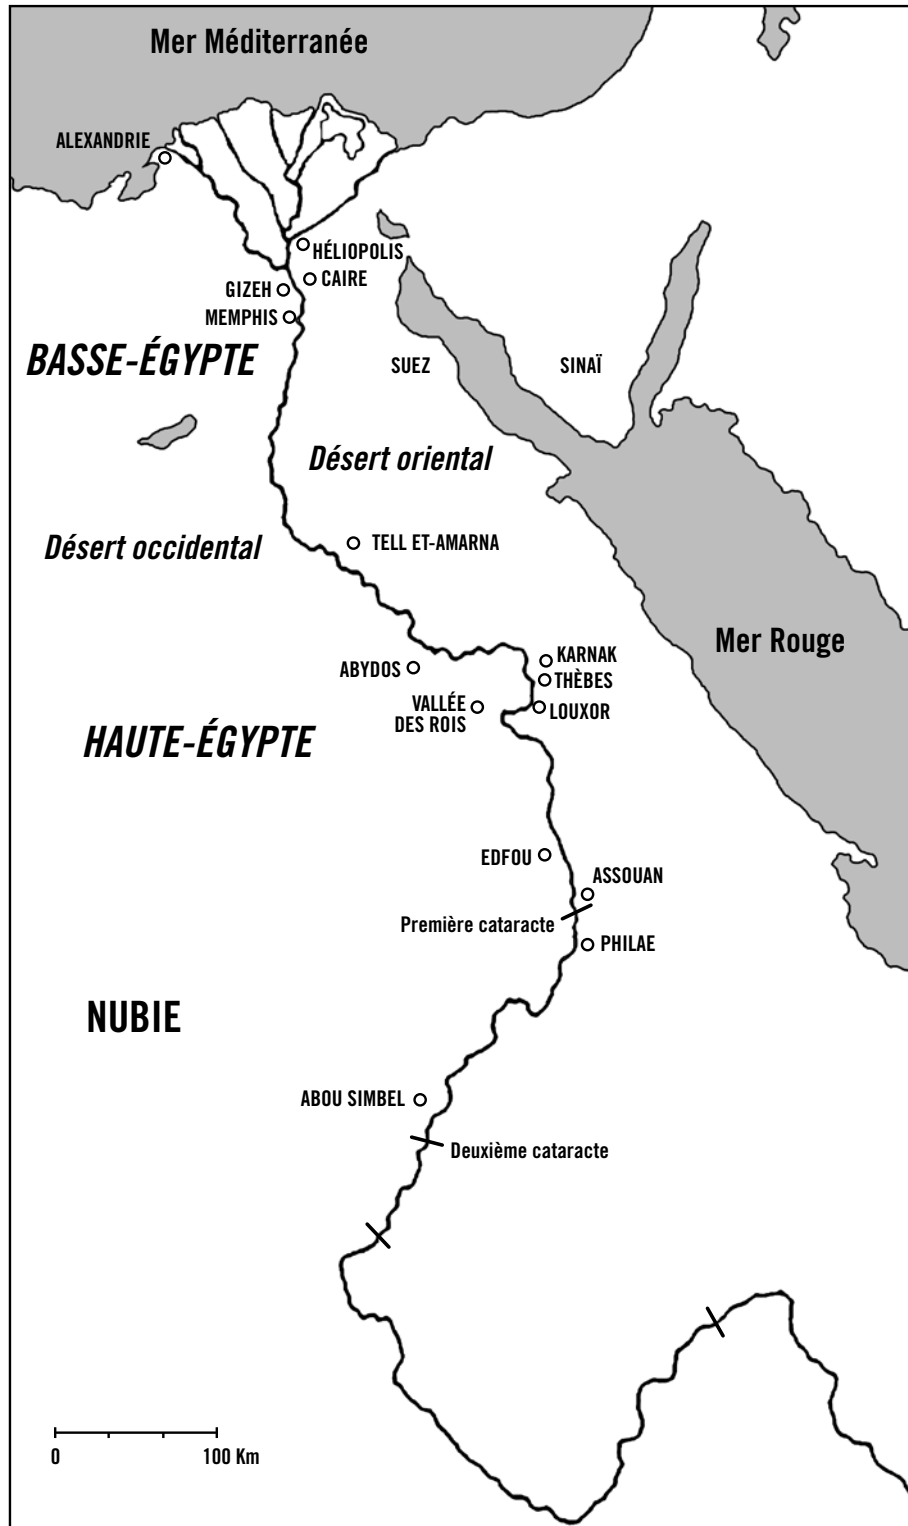 Mer Méditerranée
ALEXANDRIE
HÉLIOPOLIS
CAIRE
GIZEH
MEMPHIS
BASSE-ÉGYPTE
SUEZ
SINAÏ
Désert oriental
Désert occidental
TELL ET-AMARNA
Mer Rouge
KARNAK
ABYDOS
THÈBES
VALLÉE
DES ROIS
LOUXOR
HAUTE-ÉGYPTE
EDFOU
ASSOUAN
Première cataracte
PHILAE
NUBIE
ABOU SIMBEL
Deuxième cataracte
0
100 Km